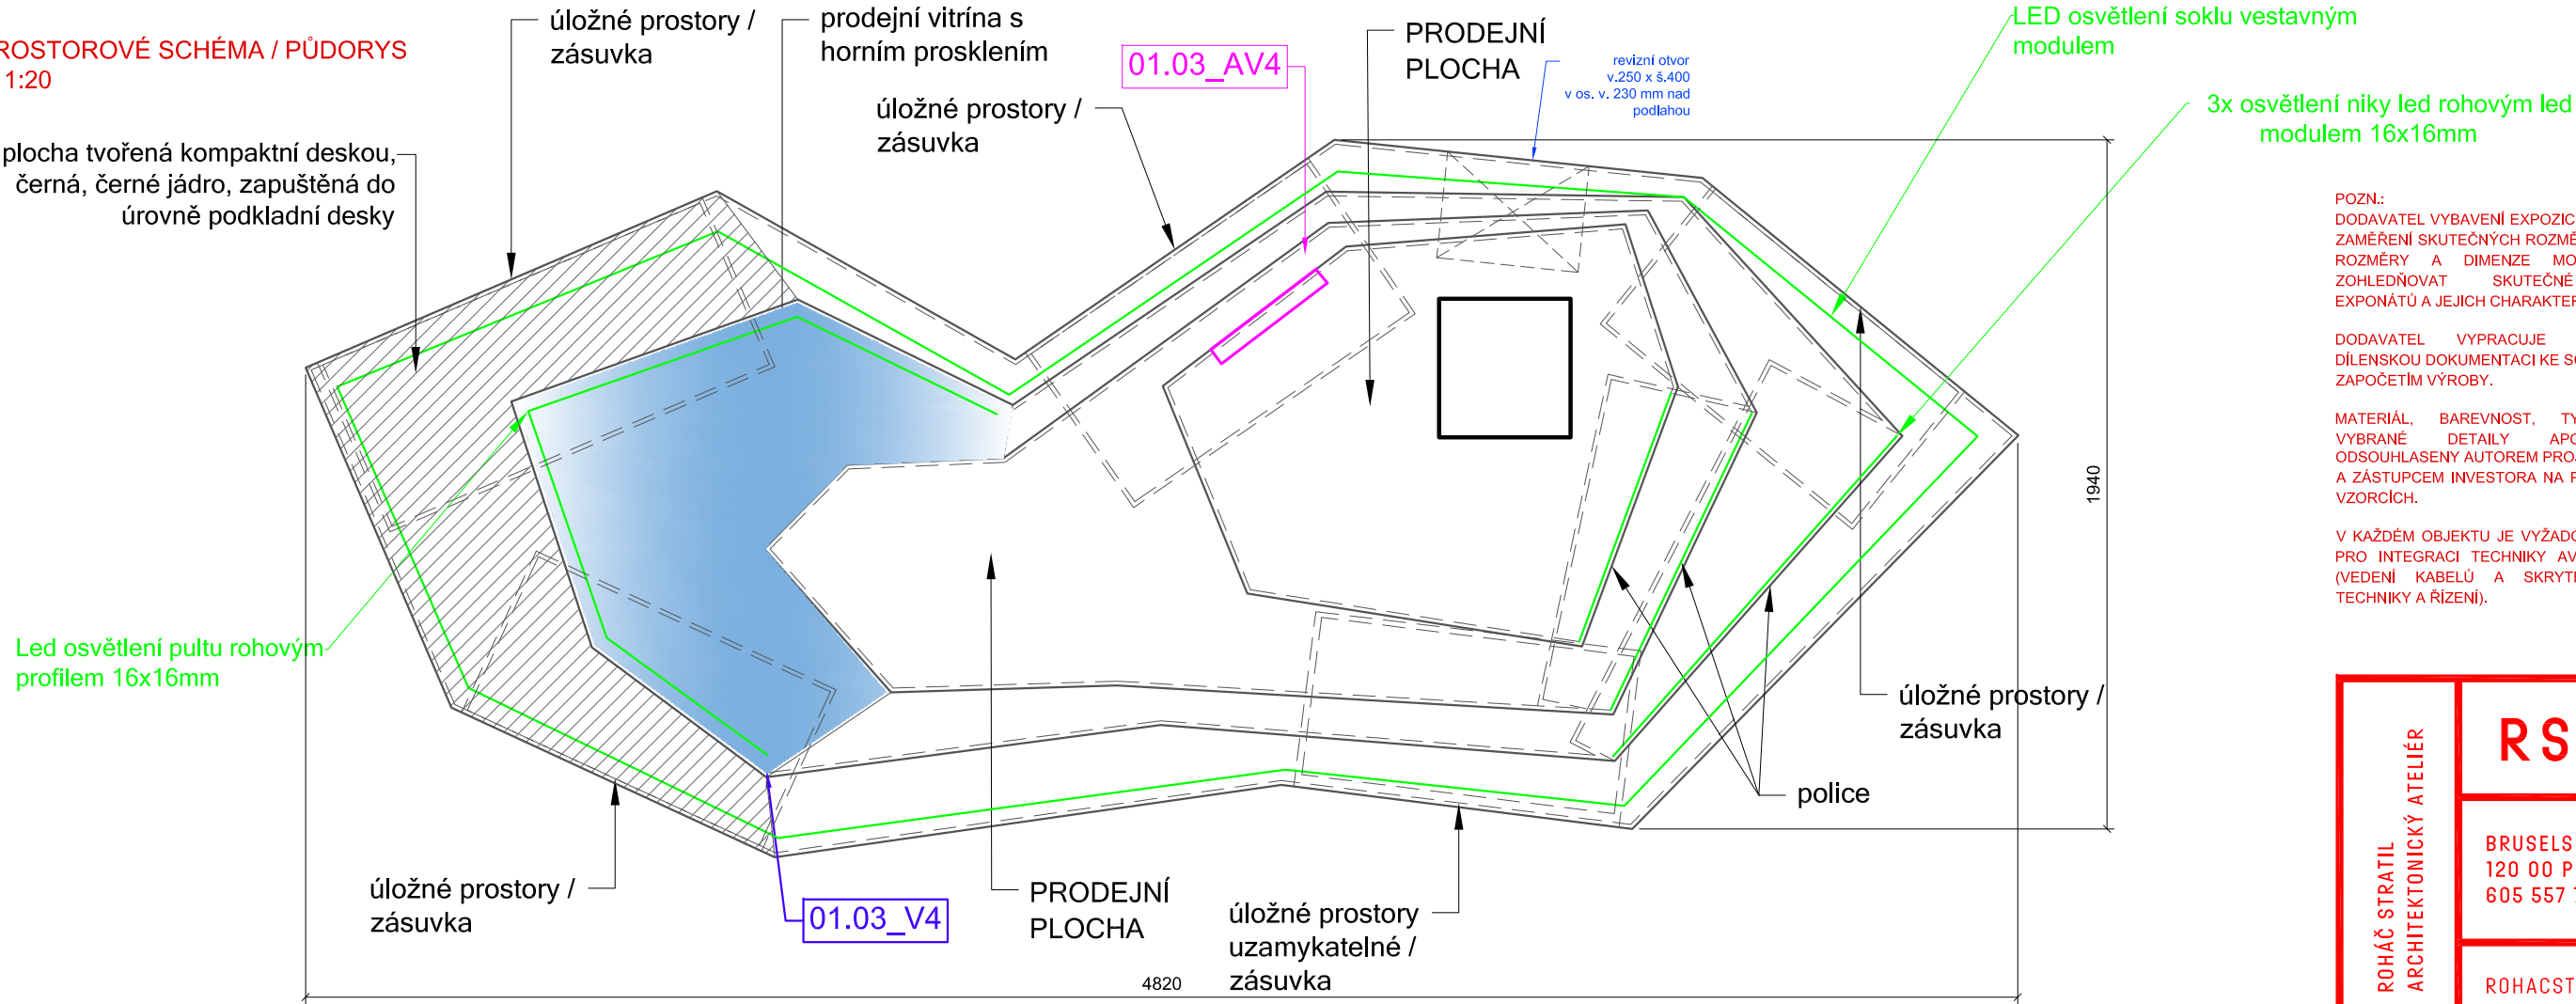 ROSTOROVÉ SCHÉMA / PŮDORYS
1:20
úložné prostory /
zásuvka
prodejní vitrína s
horním prosklením
01.03_AV4
PRODEJNÍ
PLOCHA
revizní otvor
v.250 x š.400
v os. v. 230 mm nad
podlahou
LED osvětlení soklu vestavným
modulem
3x osvětlení niky led rohovým led
modulem 16x16mm
úložné prostory /
zásuvka
plocha tvořená kompaktní deskou,
černá, černé jádro, zapuštěná do
úrovně podkladní desky
POZN.:
DODAVATEL VYBAVENÍ EXPOZIC
ZAMĚŘENÍ SKUTEČNÝCH ROZMĚ
ROZMĚRY A DIMENZE MO
ZOHLEDŇOVAT SKUTEČNÉ
EXPONÁTŮ A JEJICH CHARAKTER
DODAVATEL VYPRACUJE
DÍLENSKOU DOKUMENTACI KE SC
ZAPOČETÍM VÝROBY.
MATERIÁL, BAREVNOST, TY
VYBRANÉ DETAILY APO
ODSOUHLASENY AUTOREM PROJ
A ZÁSTUPCEM INVESTORA NA P
VZORCÍCH.
V KAŽDÉM OBJEKTU JE VYŽADO
PRO INTEGRACI TECHNIKY AV
(VEDENÍ KABELŮ A SKRYTÉ
TECHNIKY A ŘÍZENÍ).
1940
Led osvětlení pultu rohovým
profilem 16x16mm
úložné prostory /
zásuvka
police
úložné prostory /
zásuvka
01.03_V4
PRODEJNÍ
PLOCHA
úložné prostory
uzamykatelné /
zásuvka
4820
ROHÁČ STRATIL
ARCHITEKTONICKÝ ATELIÉR
RS
BRUSELS
120 00 P
605 557
ROHACST